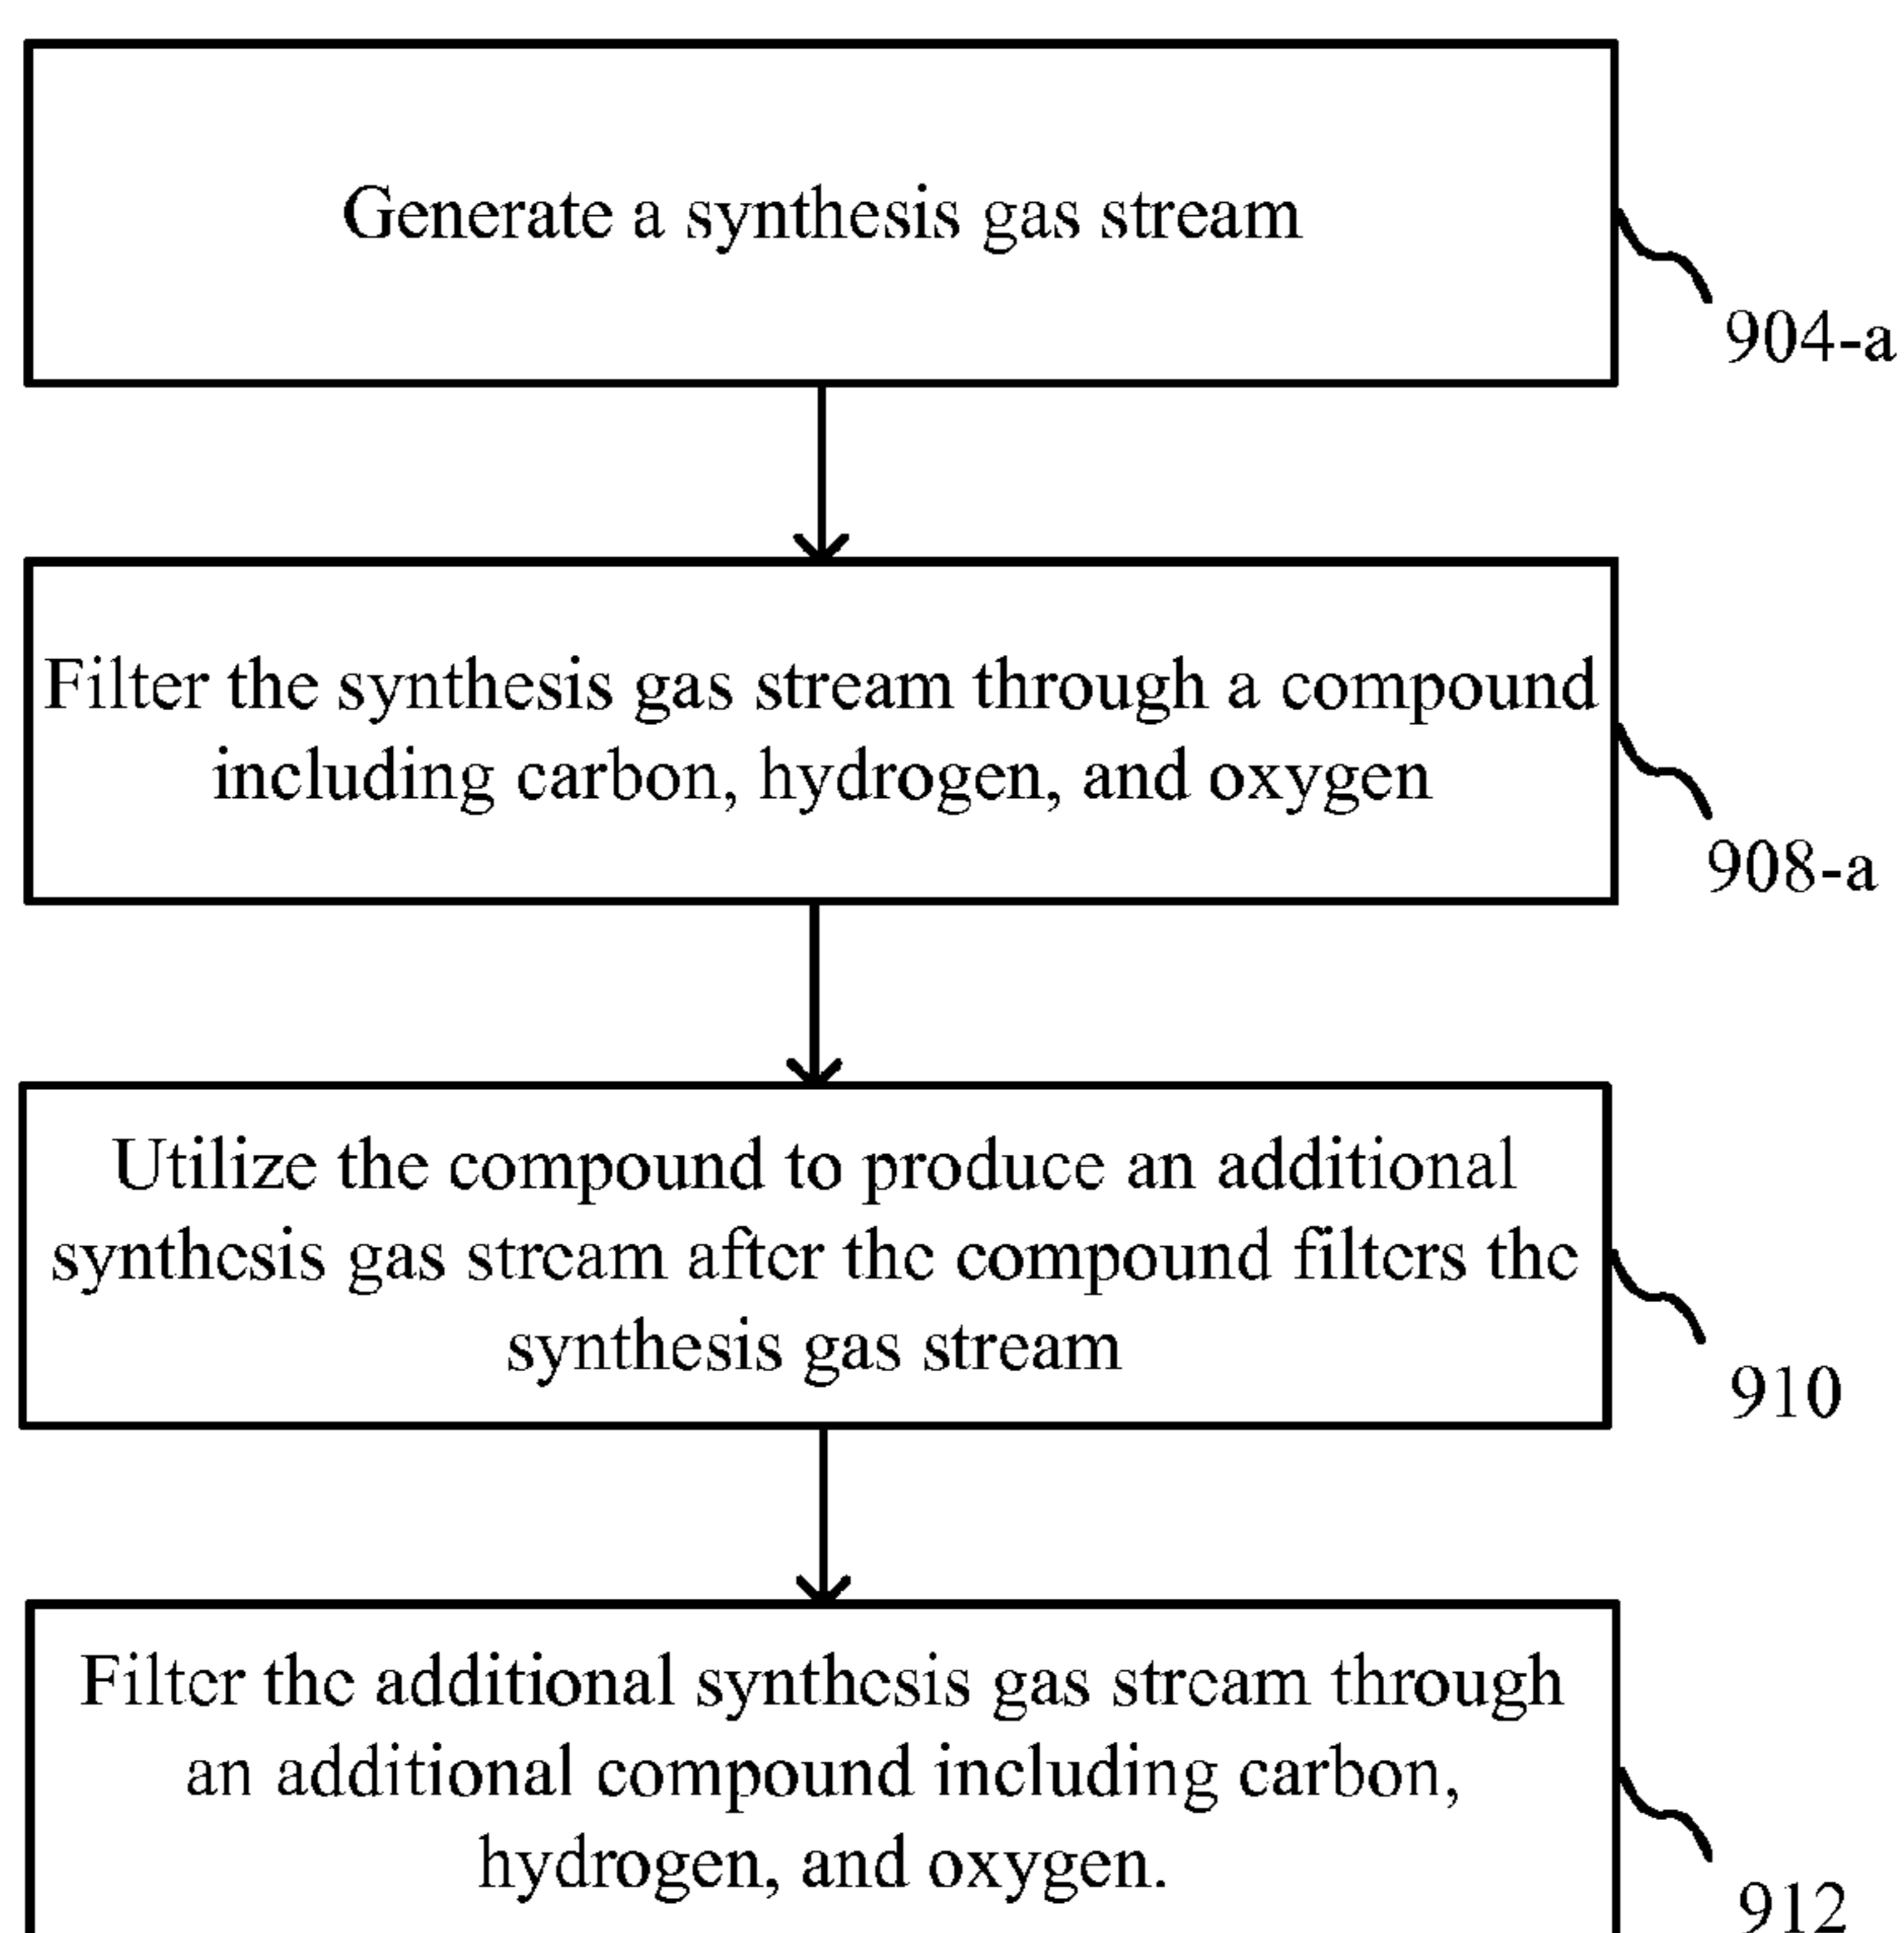 Generate a synthesis gas stream
904-a
Filter the synthesis gas stream through a compound
including carbon, hydrogen, and oxygen
908-a
Utilize the compound to produce an additional
synthesis gas stream after the compound filters the
synthesis gas stream
910
Filter the additional synthesis gas stream through
an additional compound including carbon,
hydrogen, and oxygen.
912